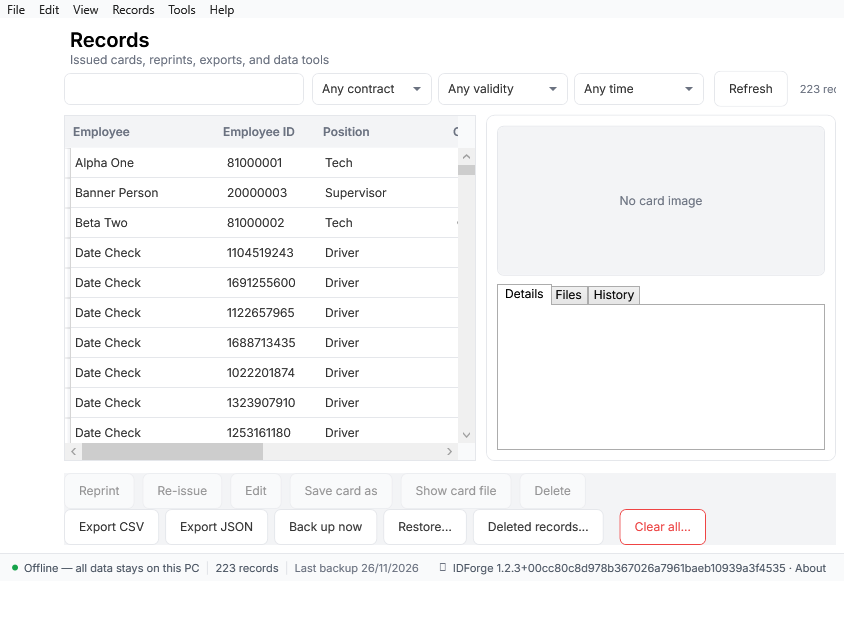 File Edit View Records Tools Help
Records
Issued cards, reprints, exports, and data tools
Any contract Any validity Any time Refresh 223 rec
Employee Employee ID Position
Alpha One 81000001 Tech
Banner Person 20000003 Supervisor
Beta Two 81000002 Tech
Date Check 1104519243 Driver
Date Check 1691255600 Driver
Date Check 1122657965 Driver
Date Check 1688713435 Driver
Date Check 1022201874 Driver
Date Check 1323907910 Driver
Date Check 1253161180 Driver
No card image
Details Files History
Reprint Re-issue Edit Save card as Show card file Delete
Export CSV Export JSON Back up now Restore... Deleted records... Clear all...
Offline — all data stays on this PC 223 records Last backup 26/11/2026 IDForge 1.2.3+00cc80c8d978b367026a7961baeb10939a3f4535 · About